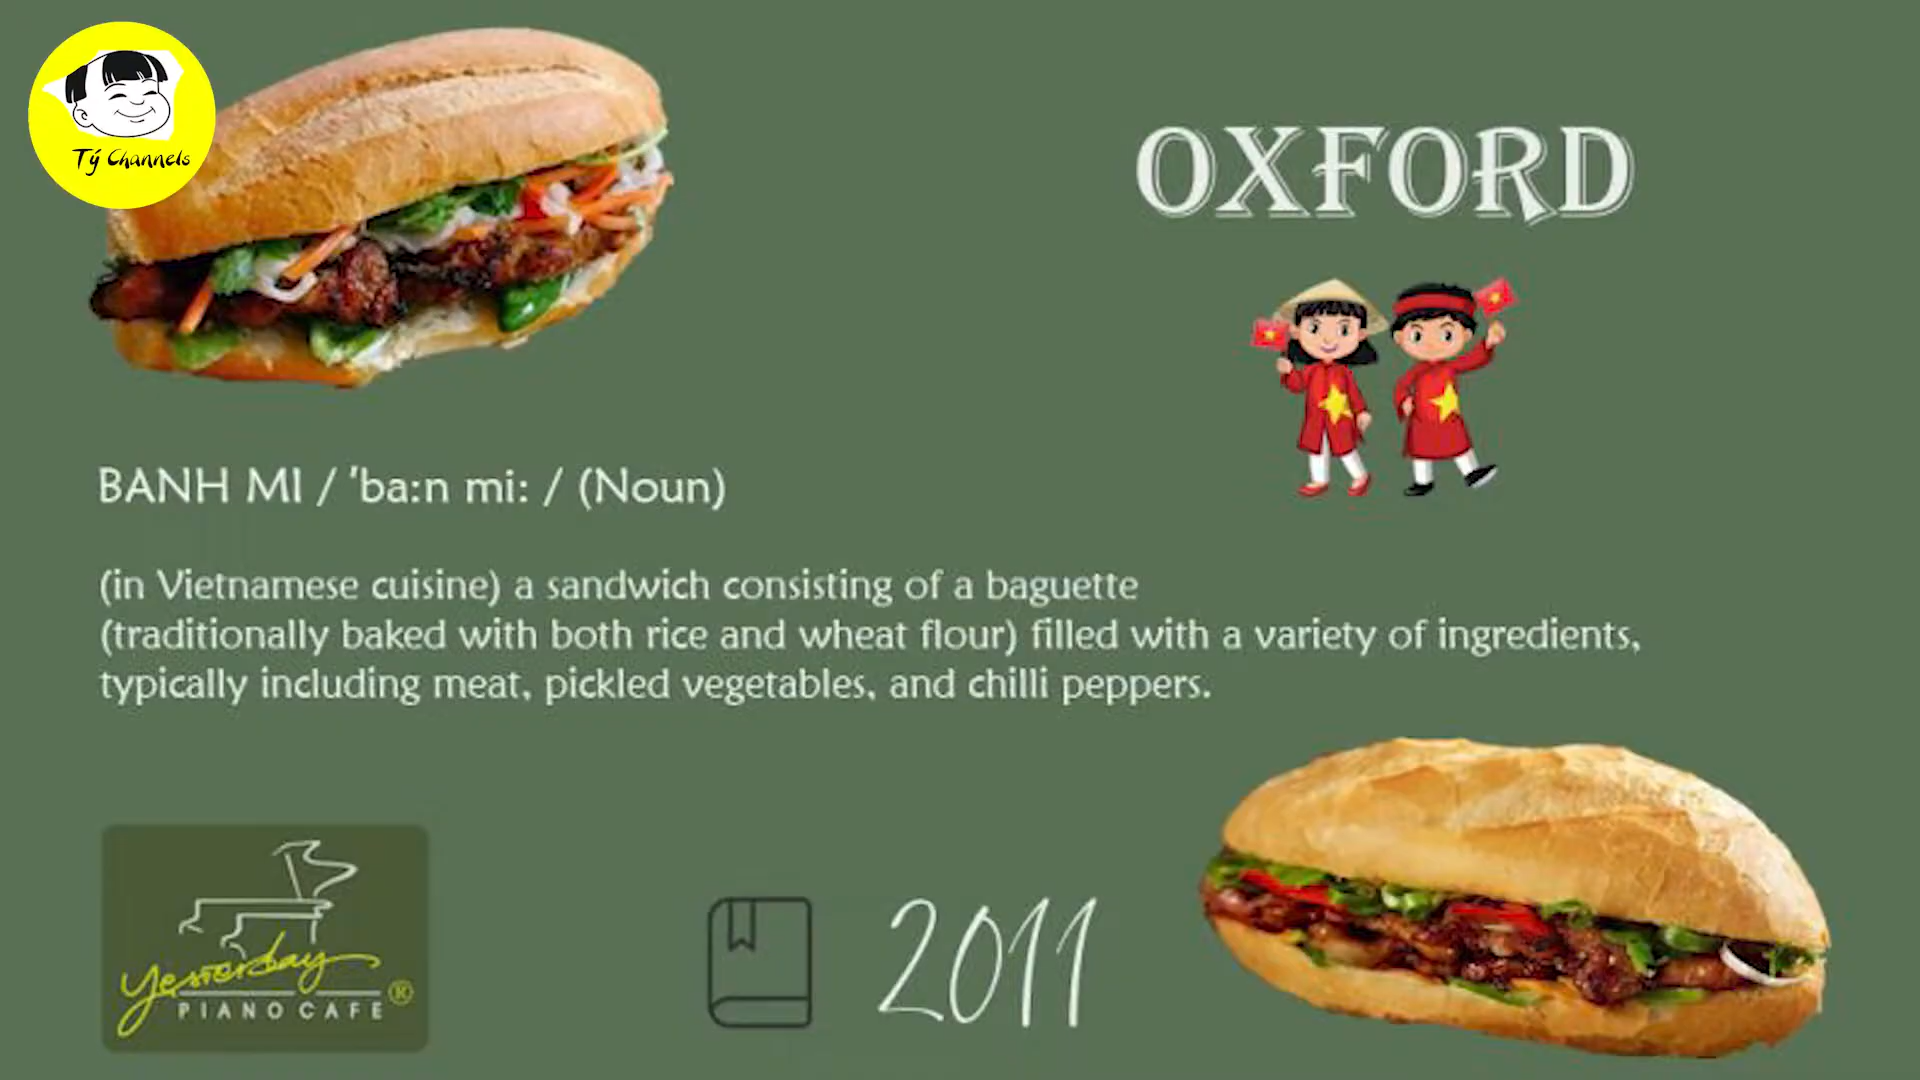 Tý Channels
OXFORD
BANH MI / 'ba:n mi: / (Noun)
(in Vietnamese cuisine) a sandwich consisting of a baguette
(traditionally baked with both rice and wheat flour) filled with a variety of ingredients,
typically including meat, pickled vegetables, and chilli peppers.
Yesterday
PIANO CAFE ®
2011